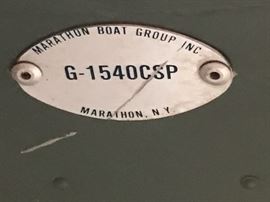 MARATHON BOAT GROUP INC.
G-1540CSP
MARATHON, N.Y.